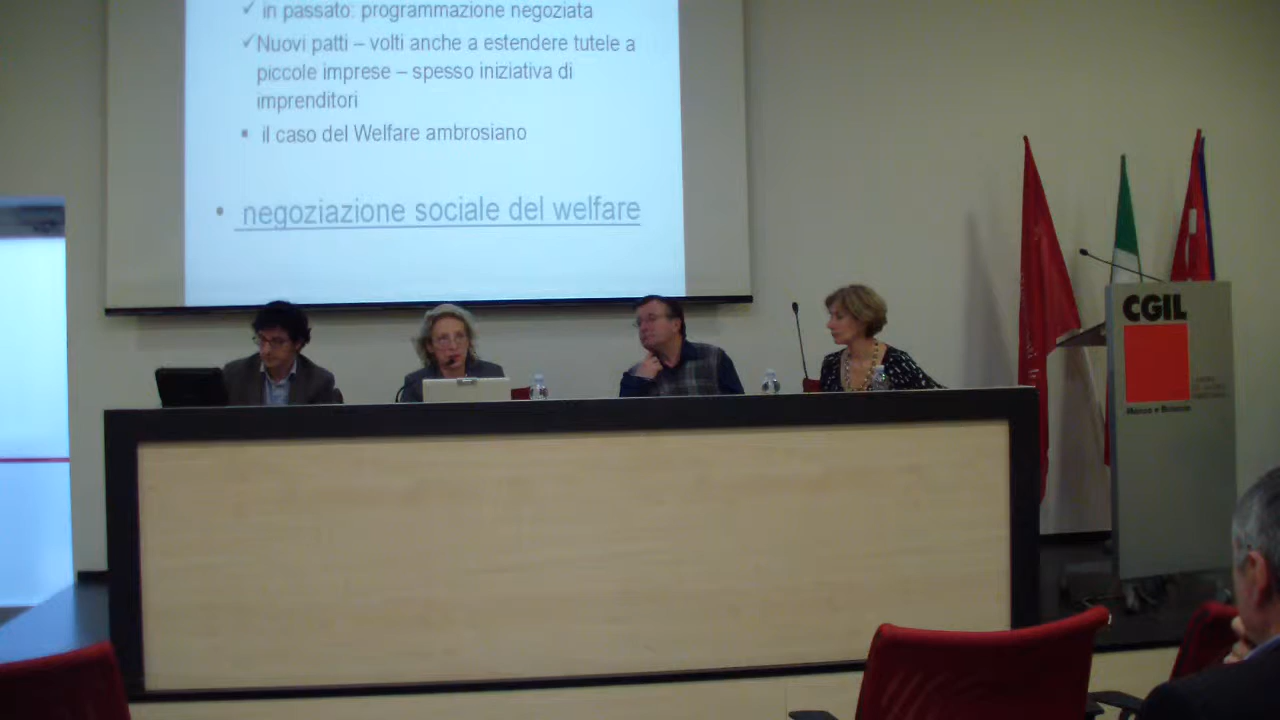 ✓ in passato: programmazione negoziata
✓Nuovi patti – volti anche a estendere tutele a
piccole imprese – spesso iniziativa di
imprenditori
▪ il caso del Welfare ambrosiano
• negoziazione sociale del welfare
CGIL
Monza e Brianza